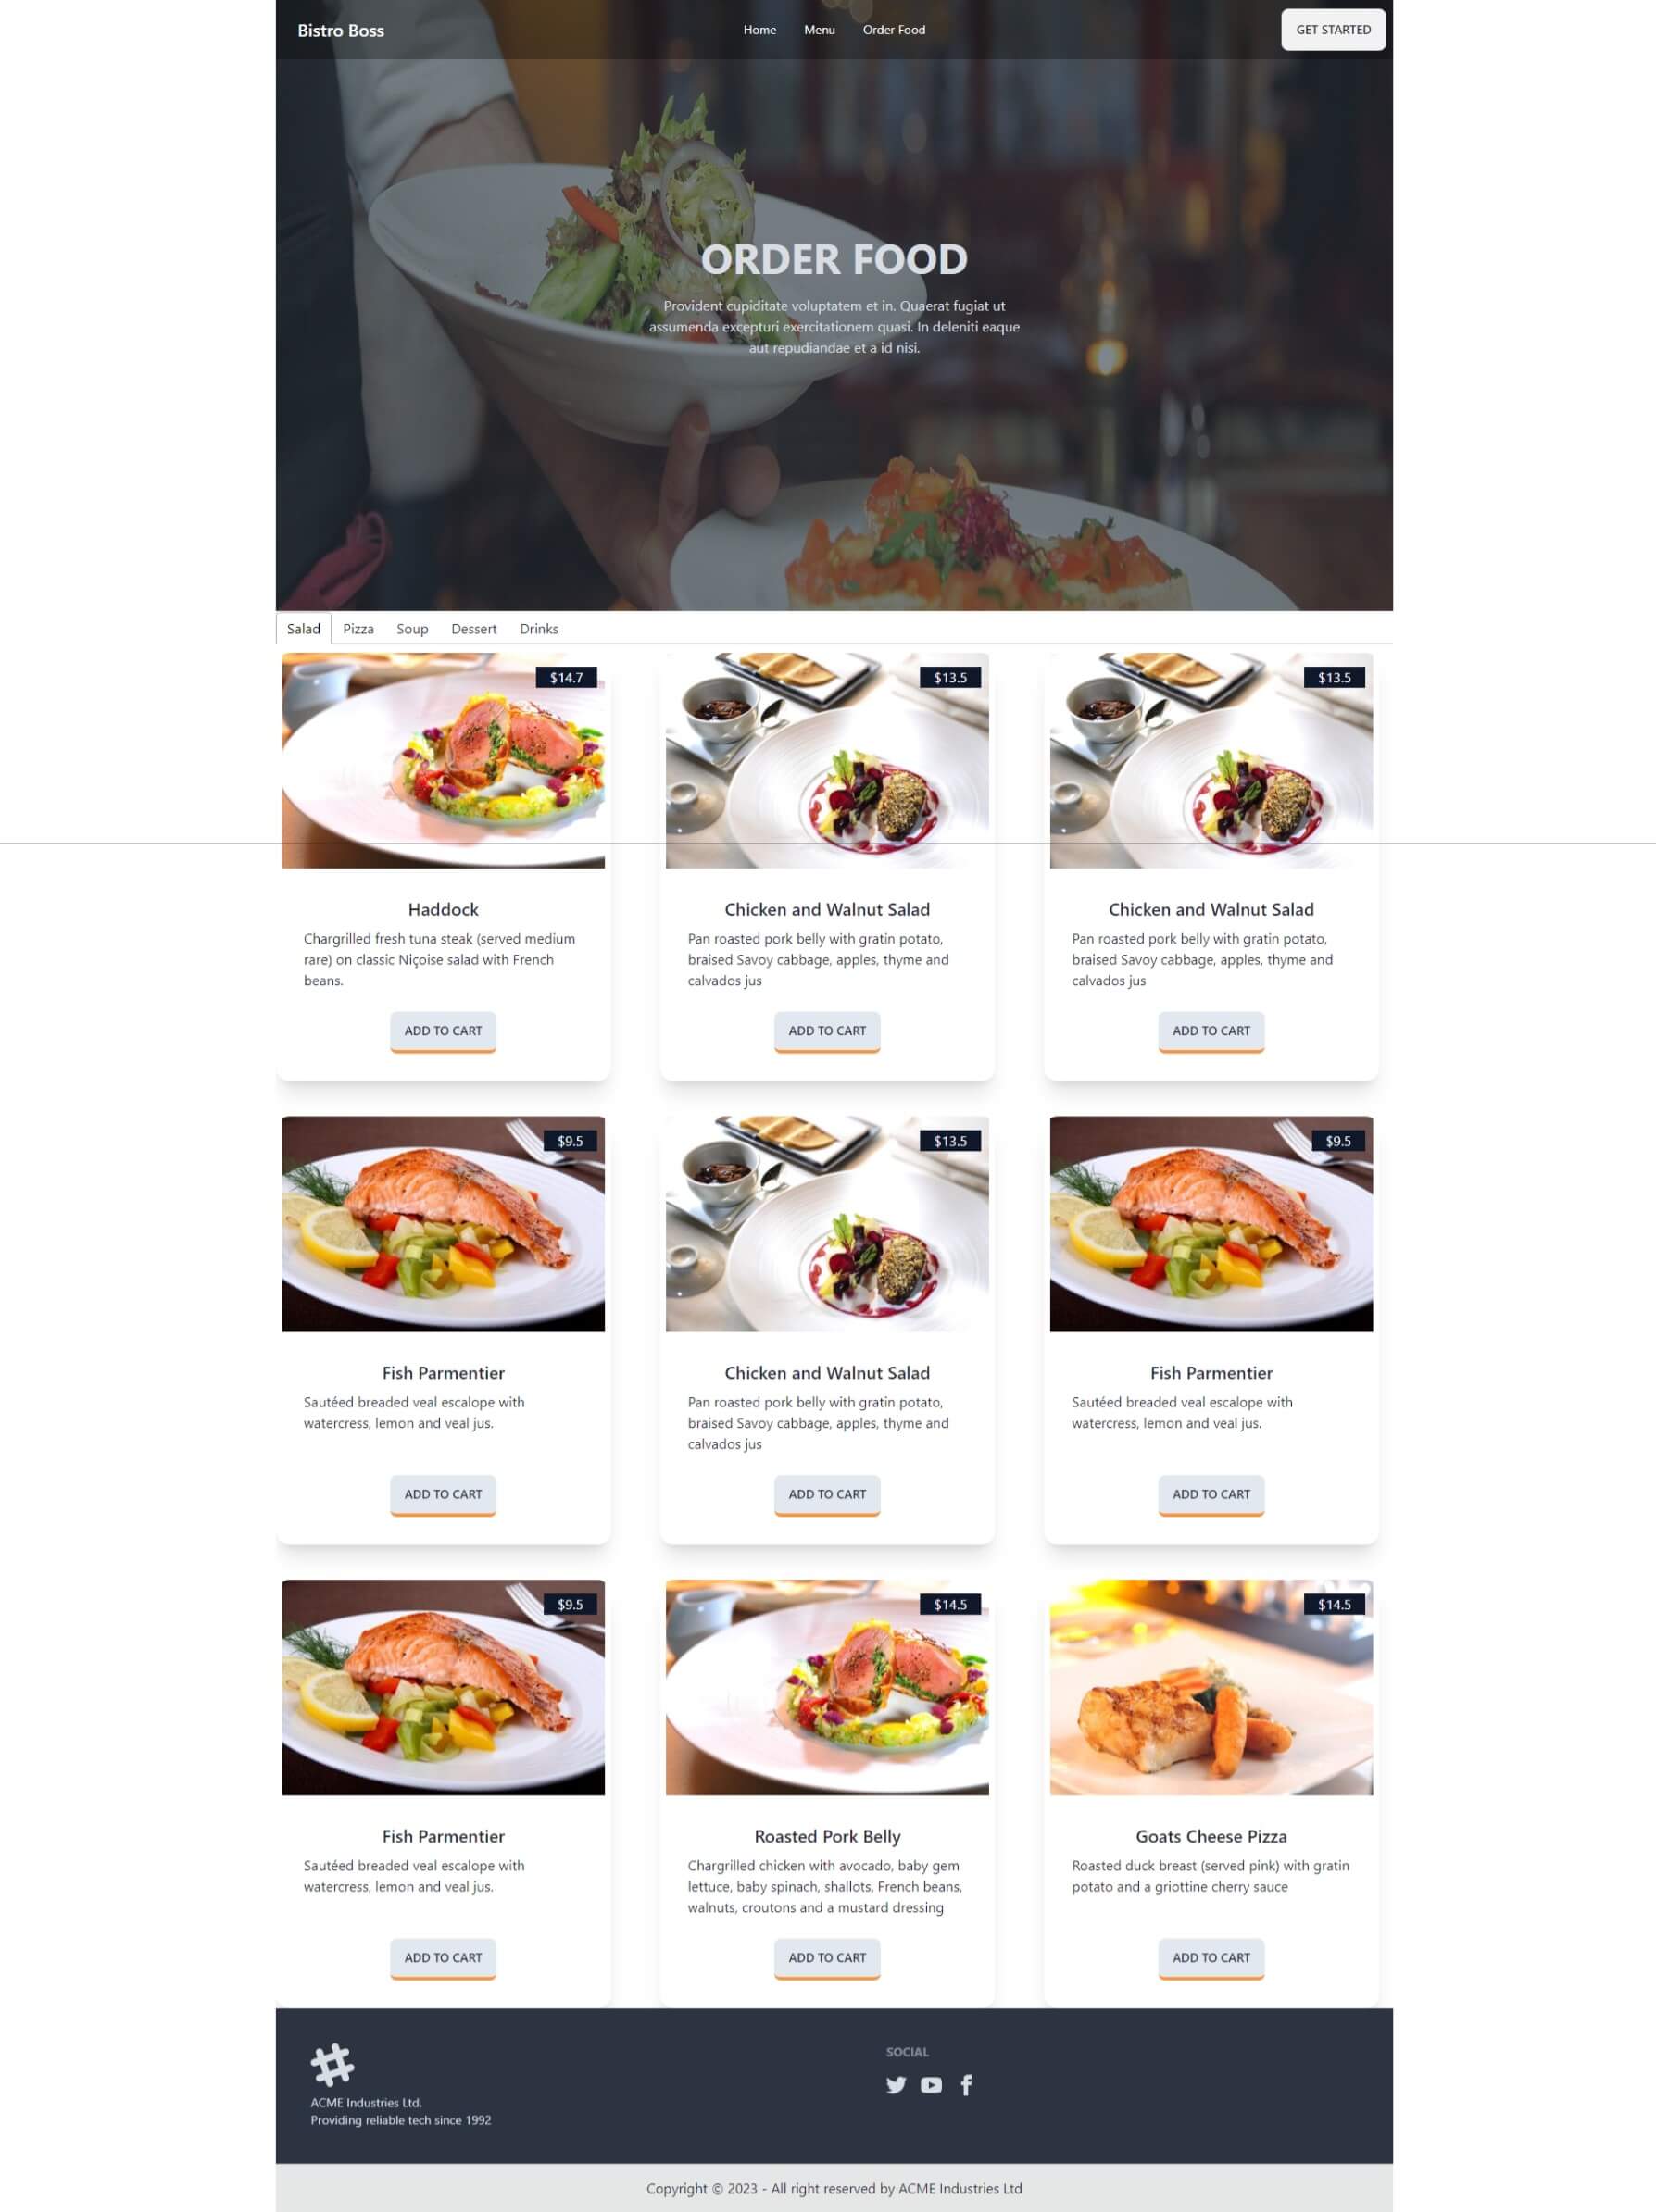 Bistro Boss
Home
Menu
Order Food
GET STARTED
ORDER FOOD
Provident cupiditate voluptatem et in. Quaerat fugiat ut
assumenda excepturi exercitationem quasi. In deleniti eaque
aut repudiandae et a id nisi.
Salad
Pizza
Soup
Dessert
Drinks
$14.7
Haddock
Chargrilled fresh tuna steak (served medium
rare) on classic Niçoise salad with French
beans.
ADD TO CART
$13.5
Chicken and Walnut Salad
Pan roasted pork belly with gratin potato,
braised Savoy cabbage, apples, thyme and
calvados jus
ADD TO CART
$13.5
Chicken and Walnut Salad
Pan roasted pork belly with gratin potato,
braised Savoy cabbage, apples, thyme and
calvados jus
ADD TO CART
$9.5
Fish Parmentier
Sautéed breaded veal escalope with
watercress, lemon and veal jus.
ADD TO CART
$13.5
Chicken and Walnut Salad
Pan roasted pork belly with gratin potato,
braised Savoy cabbage, apples, thyme and
calvados jus
ADD TO CART
$9.5
Fish Parmentier
Sautéed breaded veal escalope with
watercress, lemon and veal jus.
ADD TO CART
$9.5
Fish Parmentier
Sautéed breaded veal escalope with
watercress, lemon and veal jus.
ADD TO CART
$14.5
Roasted Pork Belly
Chargrilled chicken with avocado, baby gem
lettuce, baby spinach, shallots, French beans,
walnuts, croutons and a mustard dressing
ADD TO CART
$14.5
Goats Cheese Pizza
Roasted duck breast (served pink) with gratin
potato and a griottine cherry sauce
ADD TO CART
ACME Industries Ltd.
Providing reliable tech since 1992
SOCIAL
Copyright © 2023 - All right reserved by ACME Industries Ltd